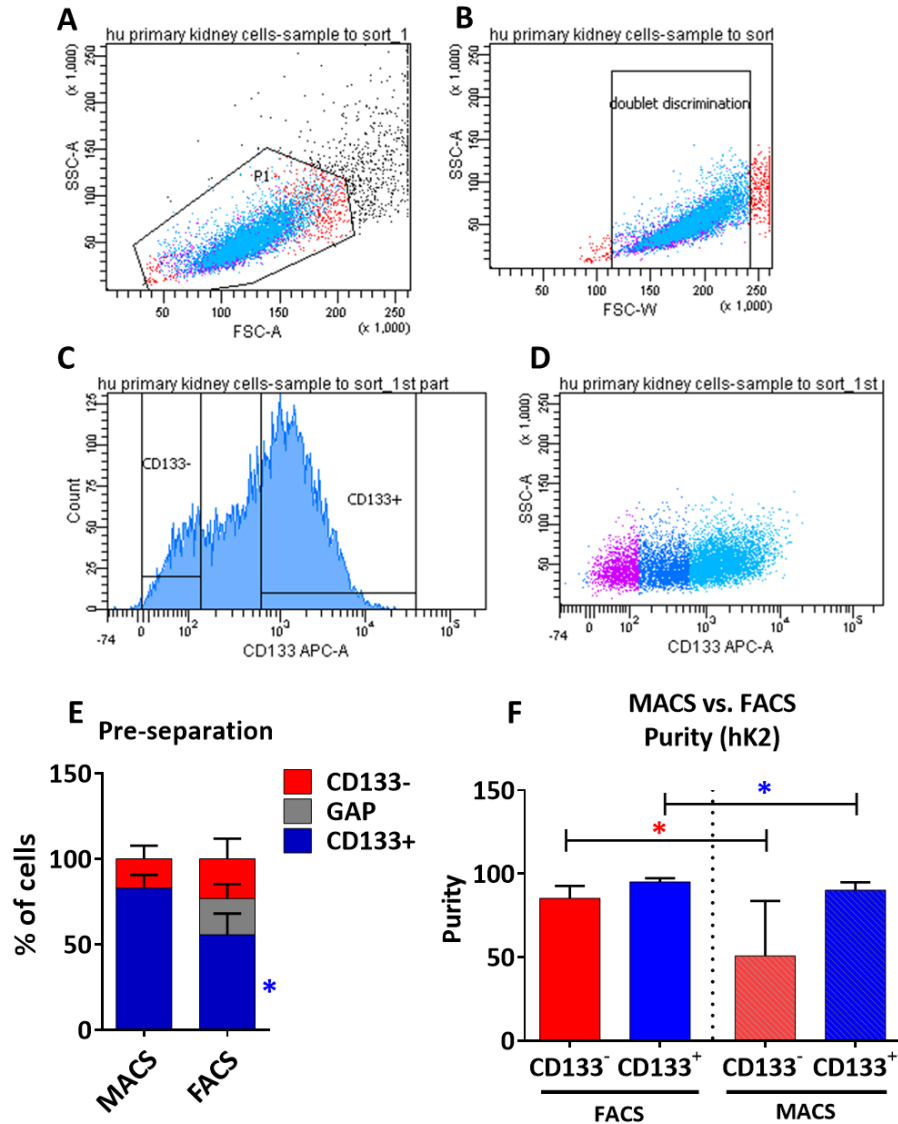 A
hu primary kidney cells-sample to sort_1
(x 1,000)
250
200
150
100
50
SSC-A
P1
50 100 150 200 250
FSC-A
(x 1,000)
B
hu primary kidney cells-sample to sort
(x 1,000)
250
200
150
100
50
SSC-A
doublet discrimination
50 100 150 200 250
FSC-W
(x 1,000)
C
hu primary kidney cells-sample to sort_1st part
125
100
75
50
25
0
Count
CD133-
CD133+
-74 0 10² 10³ 10⁴ 10⁵
CD133 APC-A
D
hu primary kidney cells-sample to sort_1st
(x 1,000)
250
200
150
100
50
SSC-A
-74 0 10² 10³ 10⁴ 10⁵
CD133 APC-A
E
Pre-separation
150
100
50
0
% of cells
CD133-
GAP
CD133+
*
MACS FACS
F
MACS vs. FACS
Purity (hK2)
150
100
50
0
Purity
*
*
CD133⁻ CD133⁺ CD133⁻ CD133⁺
FACS MACS